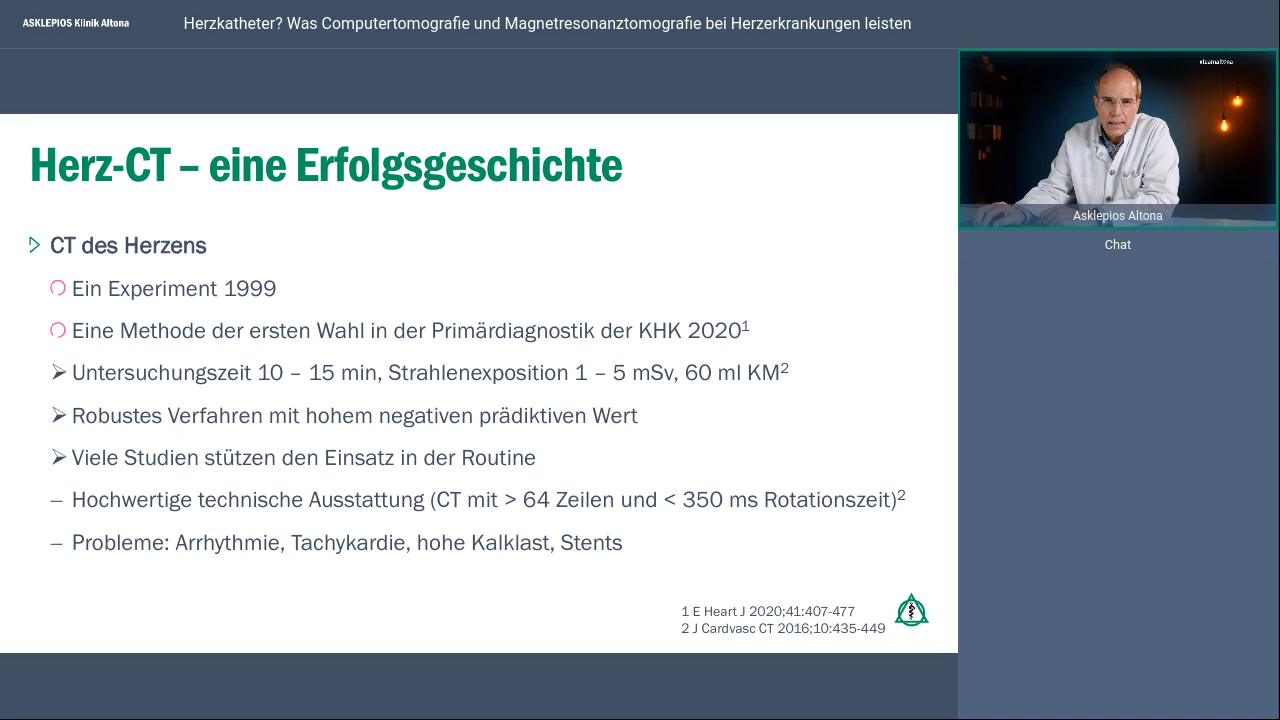 ASKLEPIOS Klinik Altona
Herzkatheter? Was Computertomografie und Magnetresonanztomografie bei Herzerkrankungen leisten
#teamaltona
Asklepios Altona
Chat
Herz-CT – eine Erfolgsgeschichte
CT des Herzens
Ein Experiment 1999
Eine Methode der ersten Wahl in der Primärdiagnostik der KHK 2020¹
Untersuchungszeit 10 – 15 min, Strahlenexposition 1 – 5 mSv, 60 ml KM²
Robustes Verfahren mit hohem negativen prädiktiven Wert
Viele Studien stützen den Einsatz in der Routine
– Hochwertige technische Ausstattung (CT mit > 64 Zeilen und < 350 ms Rotationszeit)²
– Probleme: Arrhythmie, Tachykardie, hohe Kalklast, Stents
1 E Heart J 2020;41:407-477
2 J Cardvasc CT 2016;10:435-449